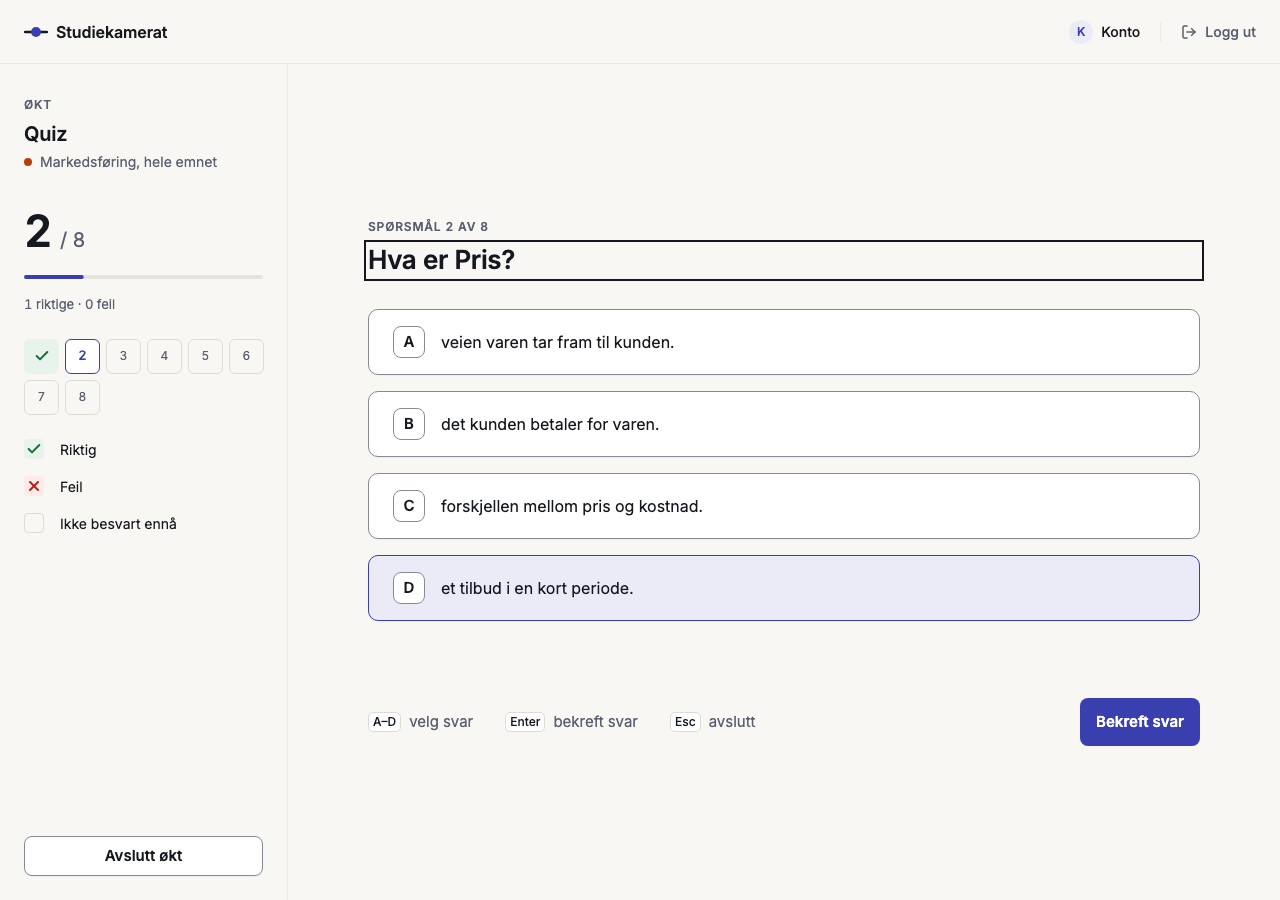 Studiekamerat
K Konto
Logg ut
ØKT
Quiz
Markedsføring, hele emnet
2 / 8
1 riktige · 0 feil
2 3 4 5 6
7 8
Riktig
Feil
Ikke besvart ennå
Avslutt økt
SPØRSMÅL 2 AV 8
Hva er Pris?
A veien varen tar fram til kunden.
B det kunden betaler for varen.
C forskjellen mellom pris og kostnad.
D et tilbud i en kort periode.
A–D velg svar Enter bekreft svar Esc avslutt
Bekreft svar